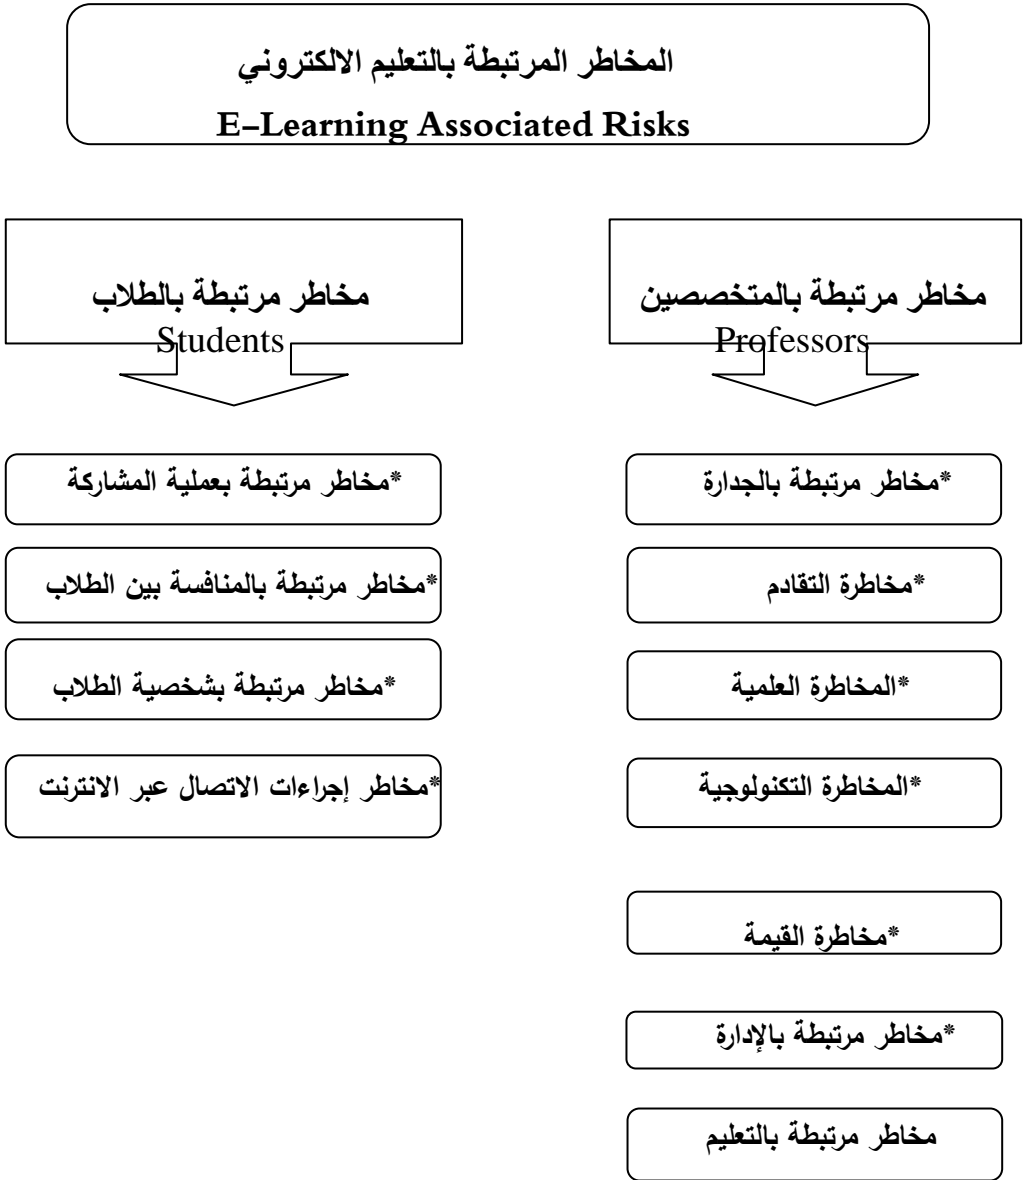 المخاطر المرتبطة بالتعليم الالكتروني
E-Learning Associated Risks
مخاطر مرتبطة بالمتخصصين
Professors
*مخاطر مرتبطة بالجدارة
*مخاطرة التقادم
*المخاطرة العلمية
*المخاطرة التكنولوجية
*مخاطرة القيمة
*مخاطر مرتبطة بالإدارة
مخاطر مرتبطة بالتعليم
مخاطر مرتبطة بالطلاب
Students
*مخاطر مرتبطة بعملية المشاركة
*مخاطر مرتبطة بالمنافسة بين الطلاب
*مخاطر مرتبطة بشخصية الطلاب
*مخاطر إجراءات الاتصال عبر الانترنت